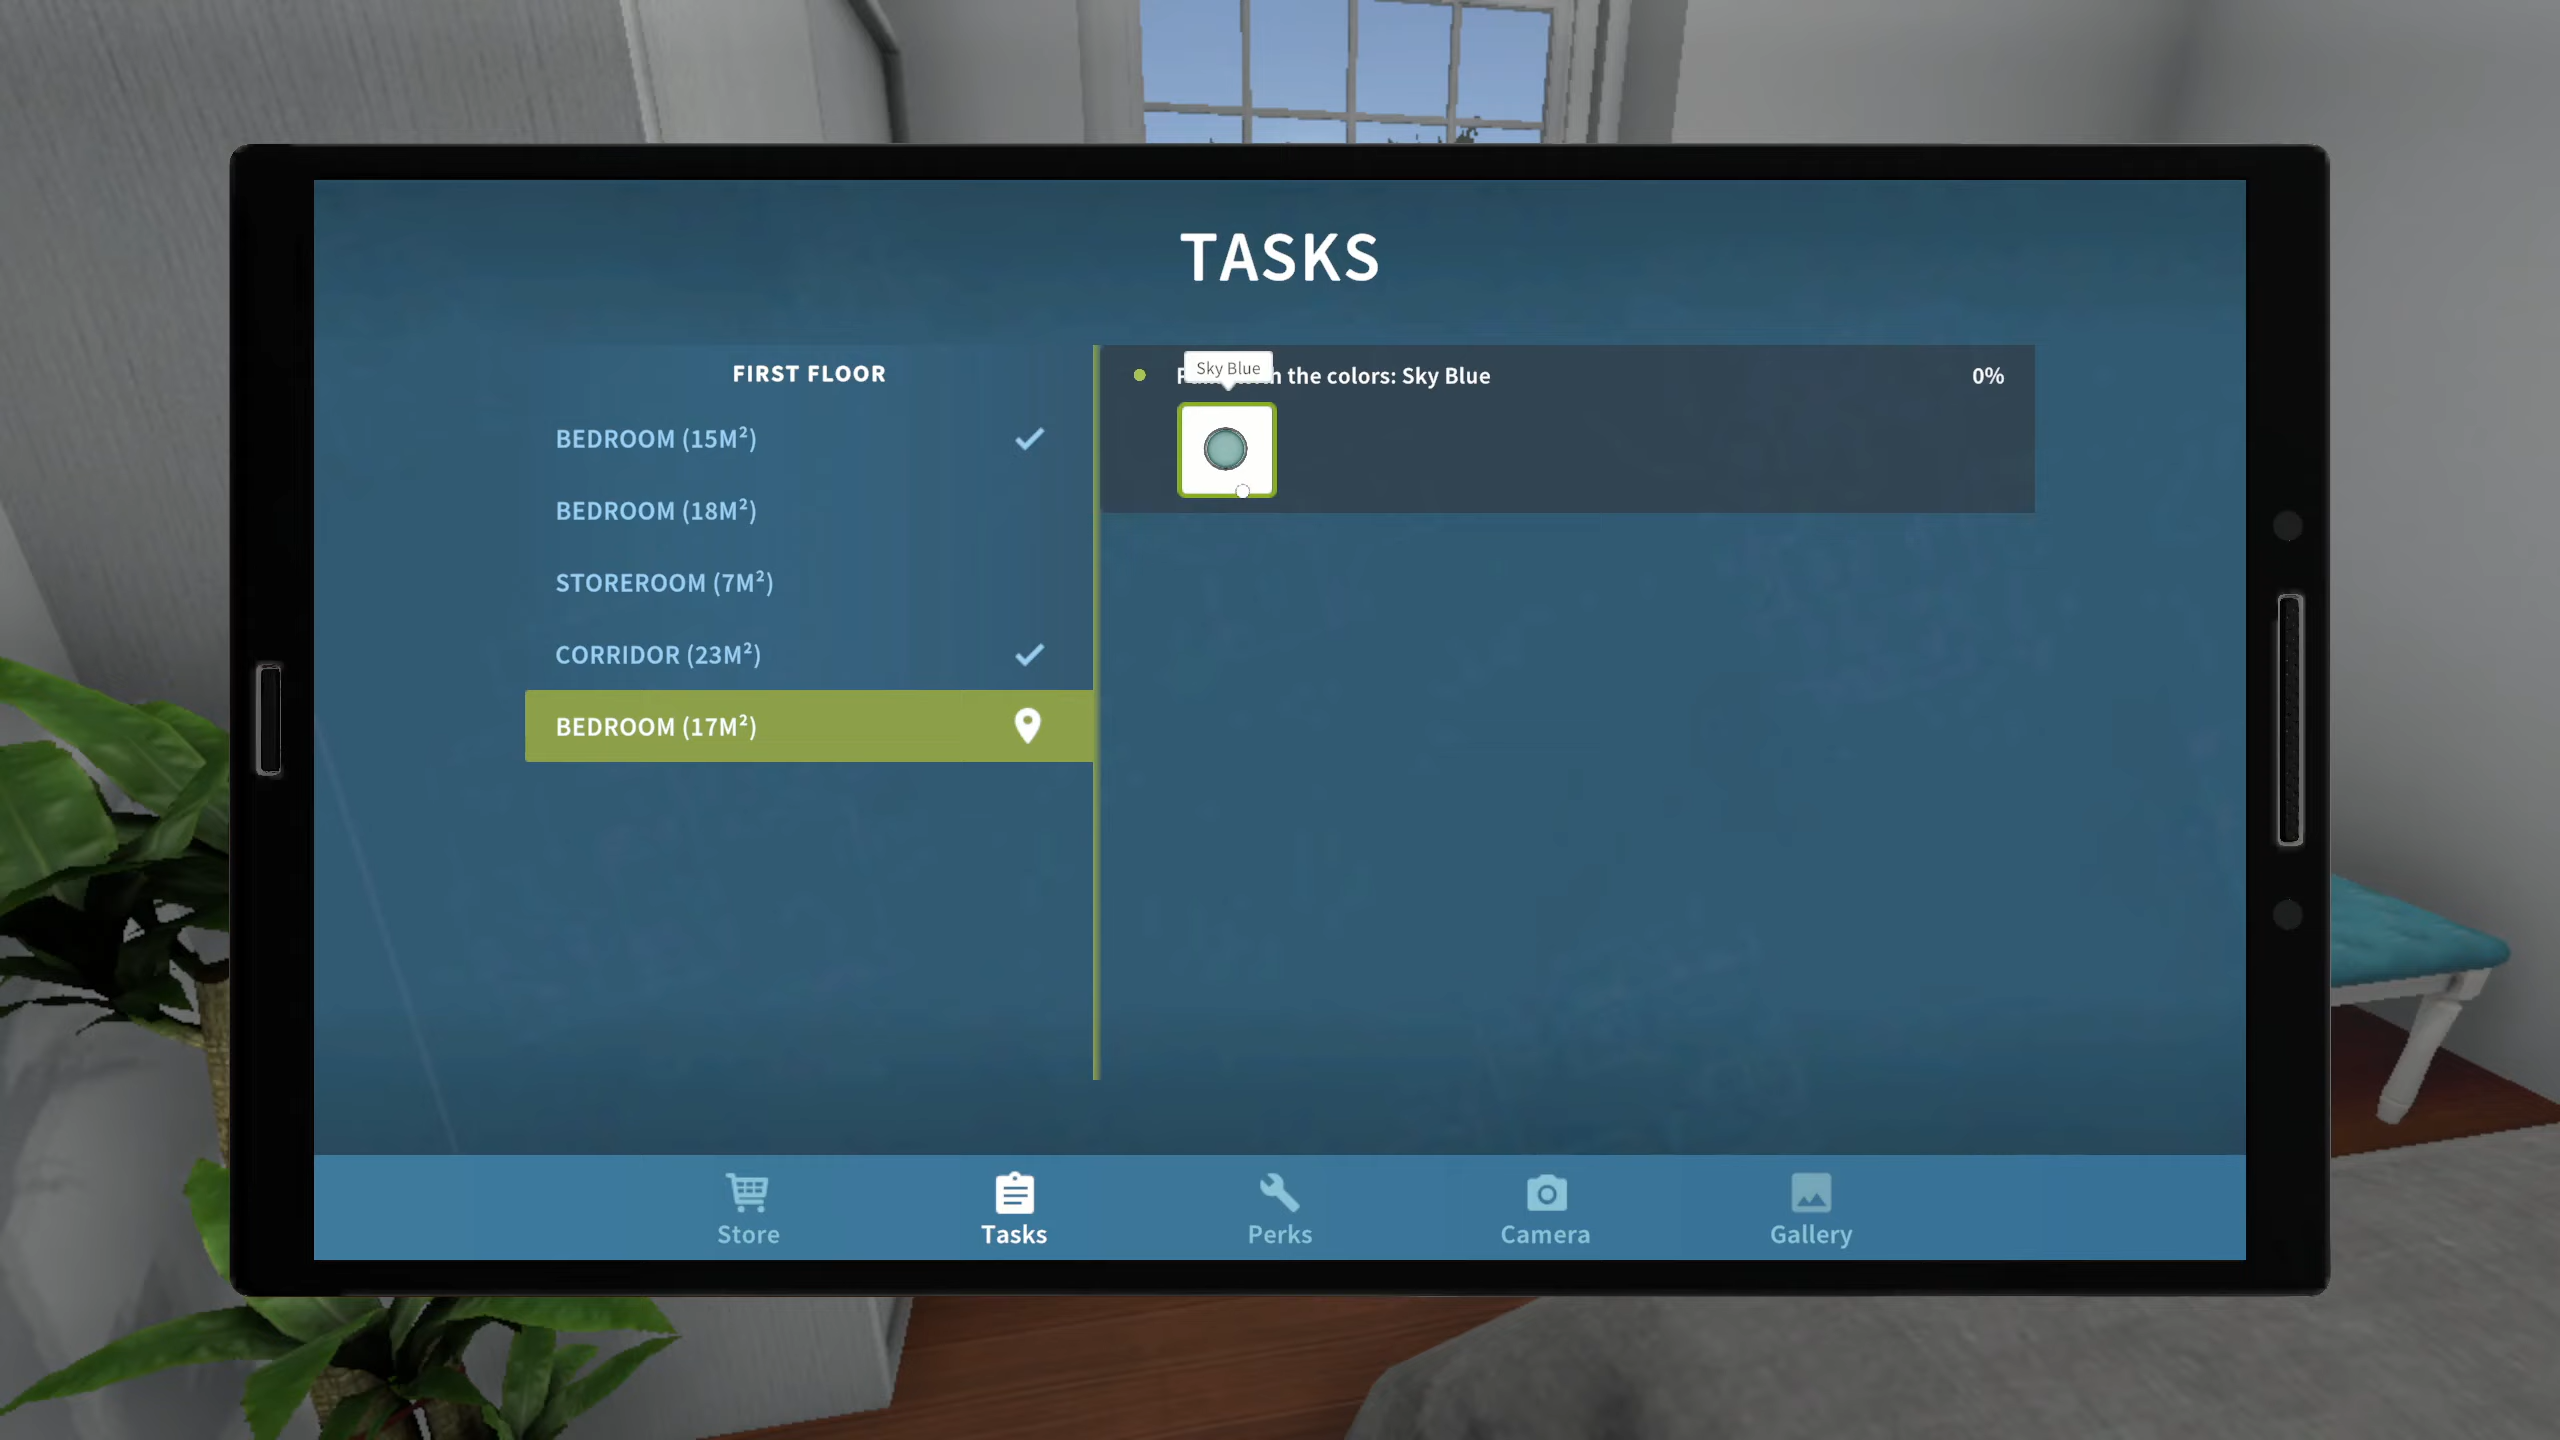 TASKS
FIRST FLOOR
BEDROOM (15M²)
BEDROOM (18M²)
STOREROOM (7M²)
CORRIDOR (23M²)
BEDROOM (17M²)
Sky Blue
the colors: Sky Blue
0%
Store
Tasks
Perks
Camera
Gallery